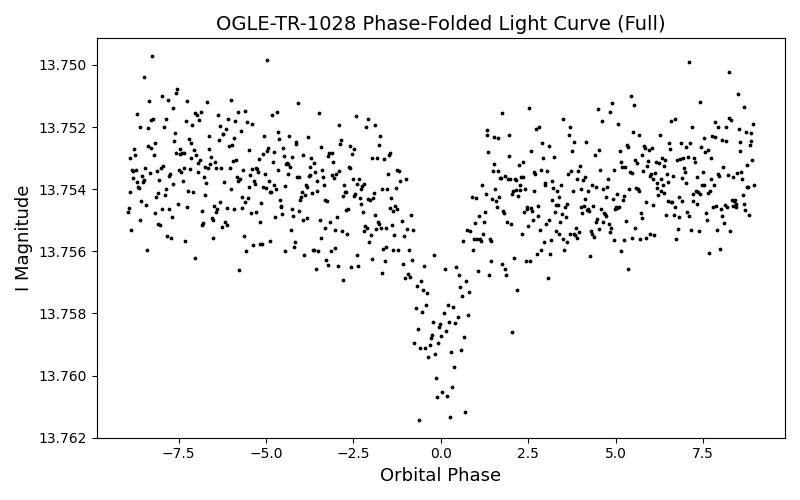 OGLE-TR-1028 Phase-Folded Light Curve (Full)
13.750
13.752
13.754
13.756
13.758
13.760
13.762
I Magnitude
−7.5 −5.0 −2.5 0.0 2.5 5.0 7.5
Orbital Phase